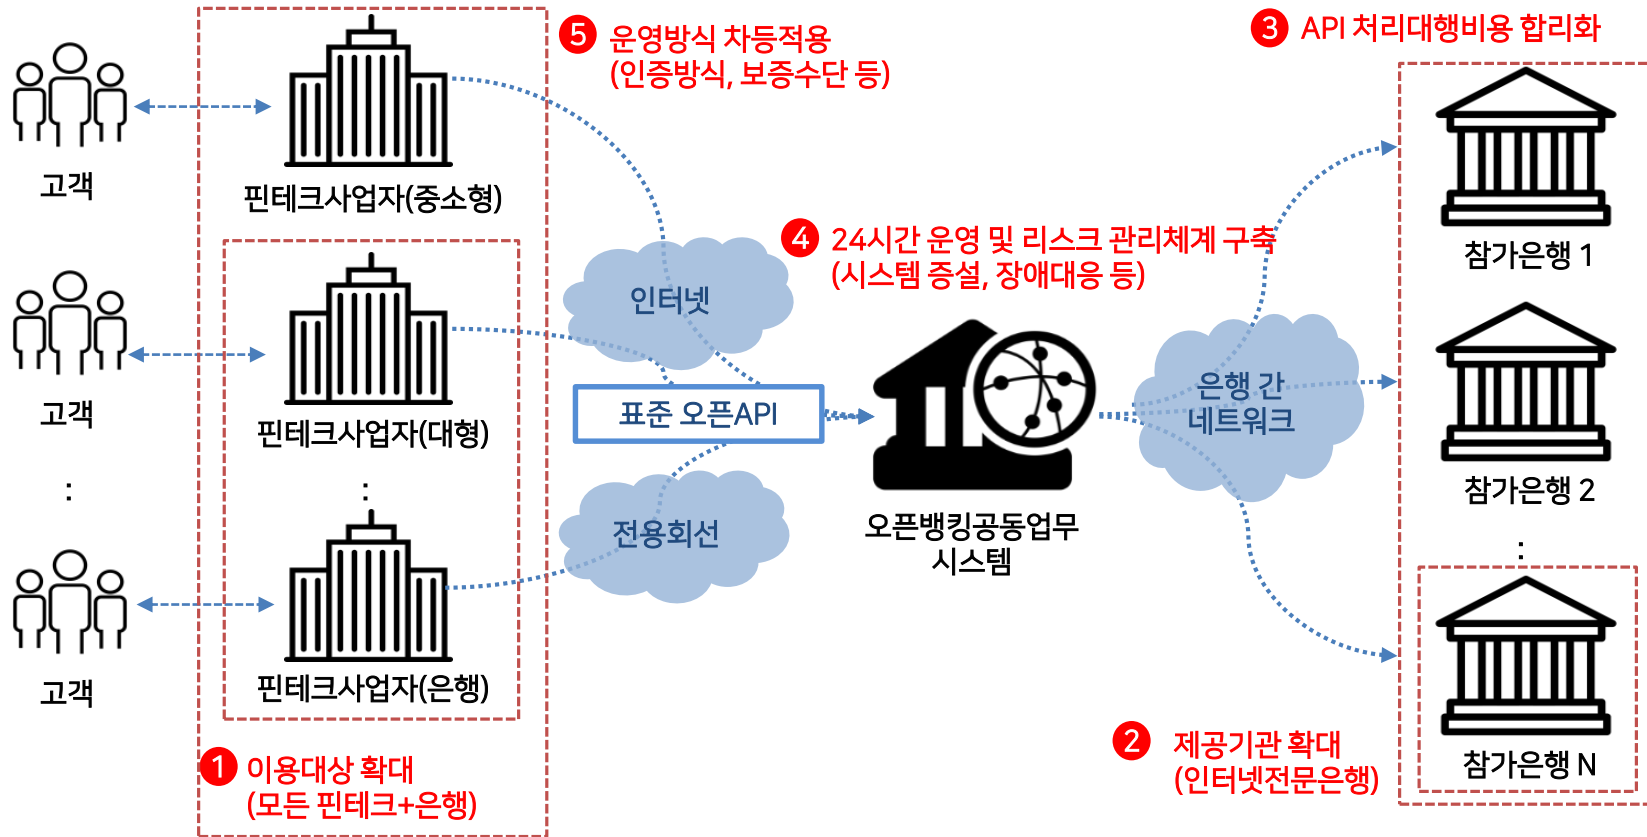 5 운영방식 차등적용
(인증방식, 보증수단 등)
3 API 처리대행비용 합리화
고객
핀테크사업자(중소형)
4 24시간 운영 및 리스크 관리체계 구축
(시스템 증설, 장애대응 등)
참가은행 1
인터넷
고객
핀테크사업자(대형)
표준 오픈API
은행 간
네트워크
참가은행 2
:
:
전용회선
오픈뱅킹공동업무
시스템
:
고객
핀테크사업자(은행)
1 이용대상 확대
(모든 핀테크+은행)
2 제공기관 확대
(인터넷전문은행)
참가은행 N